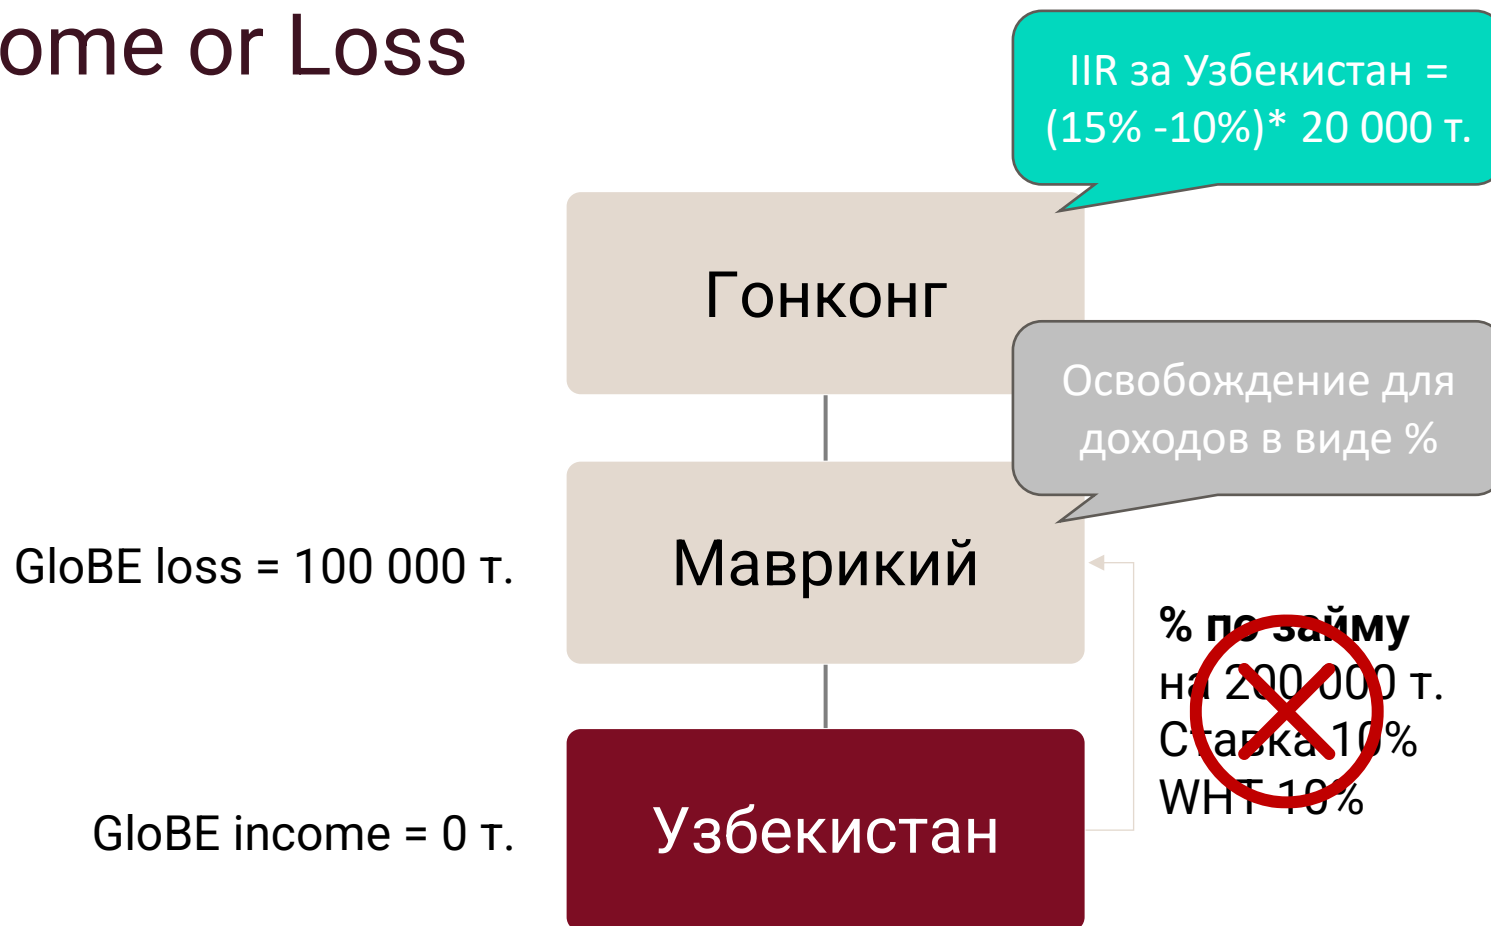 ome or Loss
IIR за Узбекистан =
(15% -10%)* 20 000 т.
Гонконг
Освобождение для
доходов в виде %
GloBE loss = 100 000 т.
Маврикий
% по займу
на 200 000 т.
Ставка 10%
WHT 10%
GloBE income = 0 т.
Узбекистан